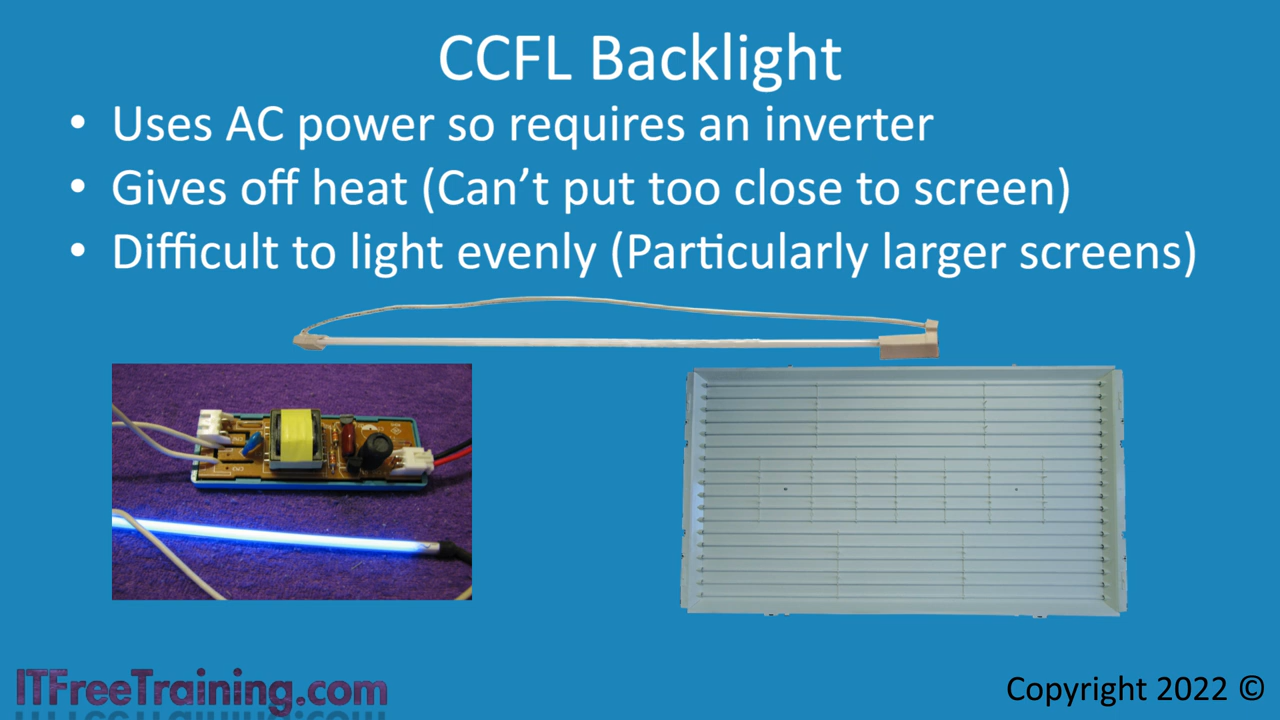 CCFL Backlight
• Uses AC power so requires an inverter
• Gives off heat (Can’t put too close to screen)
• Difficult to light evenly (Particularly larger screens)
ITFreeTraining.com
Copyright 2022 ©